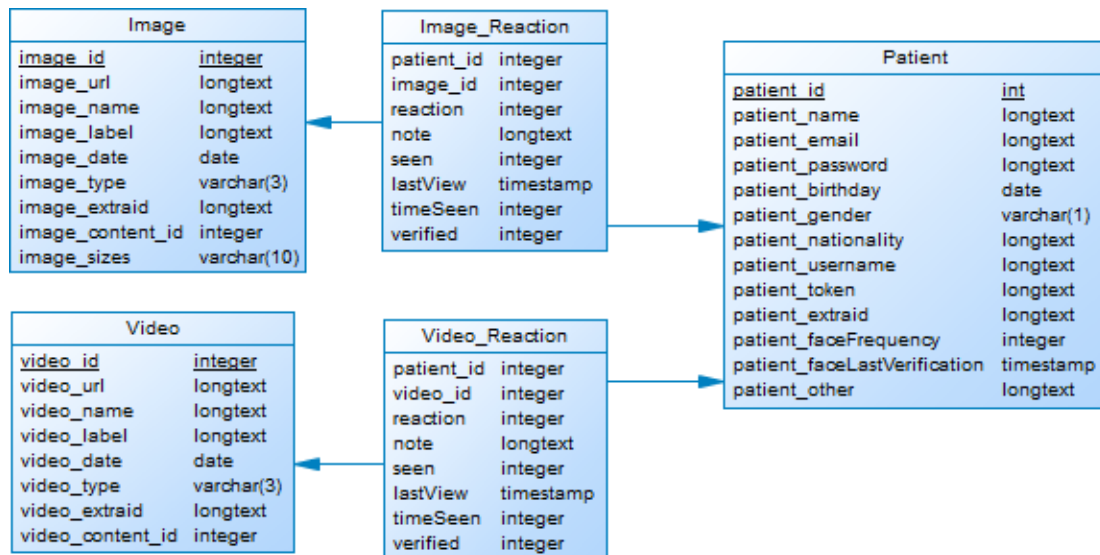 Image
image_id integer
image_url longtext
image_name longtext
image_label longtext
image_date date
image_type varchar(3)
image_extraid longtext
image_content_id integer
image_sizes varchar(10)
Image_Reaction
patient_id integer
image_id integer
reaction integer
note longtext
seen integer
lastView timestamp
timeSeen integer
verified integer
Patient
patient_id int
patient_name longtext
patient_email longtext
patient_password longtext
patient_birthday date
patient_gender varchar(1)
patient_nationality longtext
patient_username longtext
patient_token longtext
patient_extraid longtext
patient_faceFrequency integer
patient_faceLastVerification timestamp
patient_other longtext
Video
video_id integer
video_url longtext
video_name longtext
video_label longtext
video_date date
video_type varchar(3)
video_extraid longtext
video_content_id integer
Video_Reaction
patient_id integer
video_id integer
reaction integer
note longtext
seen integer
lastView timestamp
timeSeen integer
verified integer